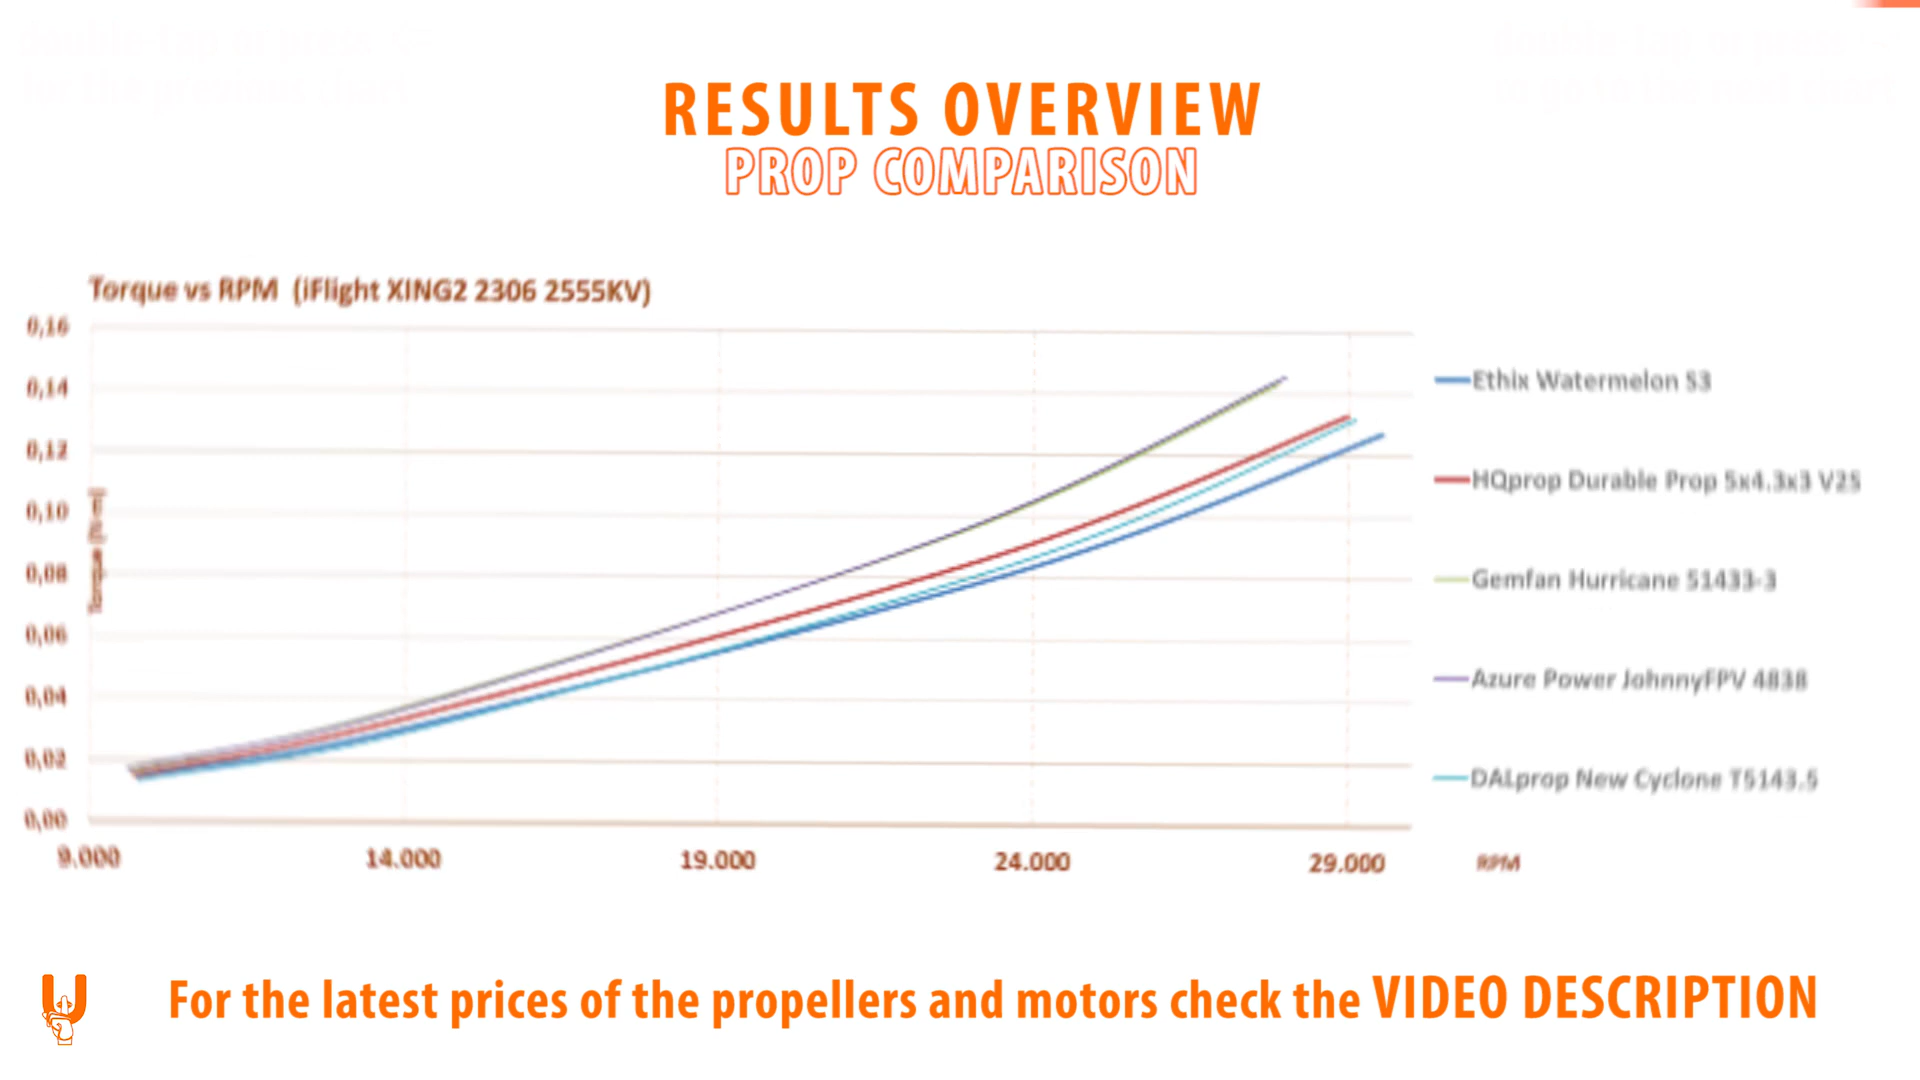 RESULTS OVERVIEW
PROP COMPARISON
Torque vs RPM (iFlight XING2 2306 2555KV)
0,16
0,14
0,12
0,10
0,08
0,06
0,04
0,02
0,00
Torque (N·m)
9.000 14.000 19.000 24.000 29.000 RPM
Ethix Watermelon S3
HQprop Durable Prop 5x4.3x3 V2S
Gemfan Hurricane 51433-3
Azure Power JohnnyFPV 4838
DALprop New Cyclone T5143.5
For the latest prices of the propellers and motors check the VIDEO DESCRIPTION